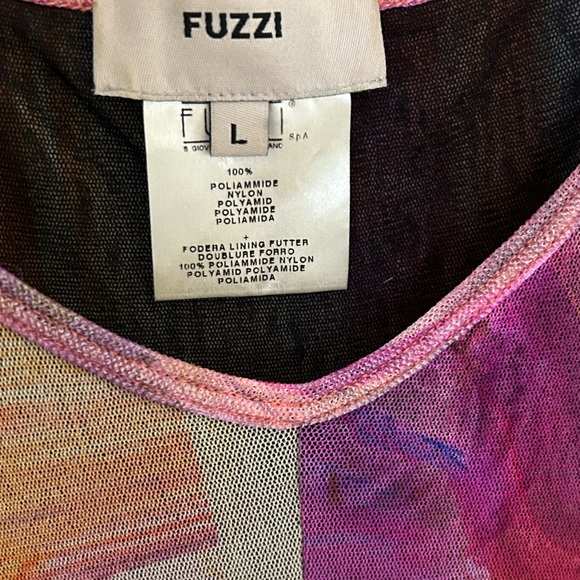 FUZZI
L
®
SpA
100%
POLIAMMIDE
NYLON
POLYAMID
POLYAMIDE
POLIAMIDA
+
FODERA LINING FUTTER
DOUBLURE FORRO
100% POLIAMMIDE NYLON
POLYAMID POLYAMIDE
POLIAMIDA